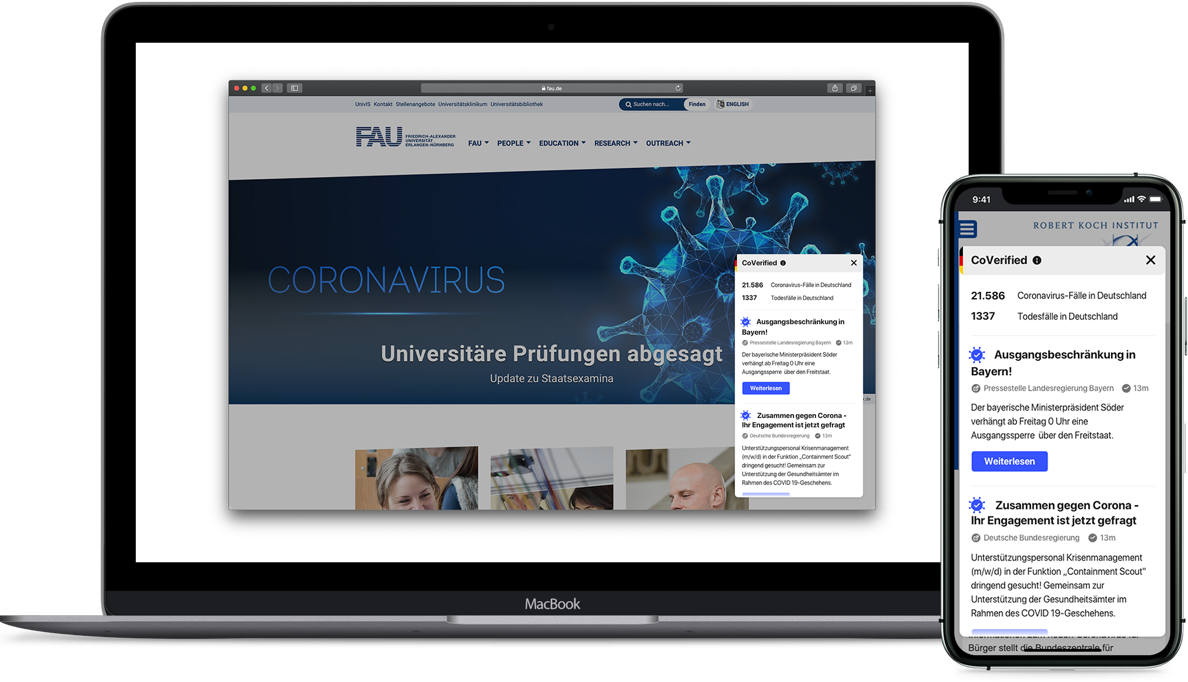 fau.de
UnivIS Kontakt Stellenangebote Universitätsklinikum Universitätsbibliothek
Suchen nach...
Finden
ENGLISH
FAU
FRIEDRICH-ALEXANDER
UNIVERSITÄT
ERLANGEN-NÜRNBERG
FAU
PEOPLE
EDUCATION
RESEARCH
OUTREACH
CORONAVIRUS
Universitäre Prüfungen abgesagt
Update zu Staatsexamina
CoVerified
21.586 Coronavirus-Fälle in Deutschland
1337 Todesfälle in Deutschland
Ausgangsbeschränkung in
Bayern!
Pressestelle Landesregierung Bayern 13m
Der bayerische Ministerpräsident Söder
verhängt ab Freitag 0 Uhr eine
Ausgangssperre über den Freitstaat.
Weiterlesen
Zusammen gegen Corona -
Ihr Engagement ist jetzt gefragt
Deutsche Bundesregierung 13m
Unterstützungspersonal Krisenmanagement
(m/w/d) in der Funktion „Containment Scout"
dringend gesucht! Gemeinsam zur
Unterstützung der Gesundheitsämter im
Rahmen des COVID 19-Geschehens.
MacBook
9:41
ROBERT KOCH INSTITUT
CoVerified
21.586 Coronavirus-Fälle in Deutschland
1337 Todesfälle in Deutschland
Ausgangsbeschränkung in
Bayern!
Pressestelle Landesregierung Bayern 13m
Der bayerische Ministerpräsident Söder
verhängt ab Freitag 0 Uhr eine
Ausgangssperre über den Freitstaat.
Weiterlesen
Zusammen gegen Corona -
Ihr Engagement ist jetzt gefragt
Deutsche Bundesregierung 13m
Unterstützungspersonal Krisenmanagement
(m/w/d) in der Funktion „Containment Scout"
dringend gesucht! Gemeinsam zur
Unterstützung der Gesundheitsämter im
Rahmen des COVID 19-Geschehens.
Bürger stellt die Bundeszentrale für